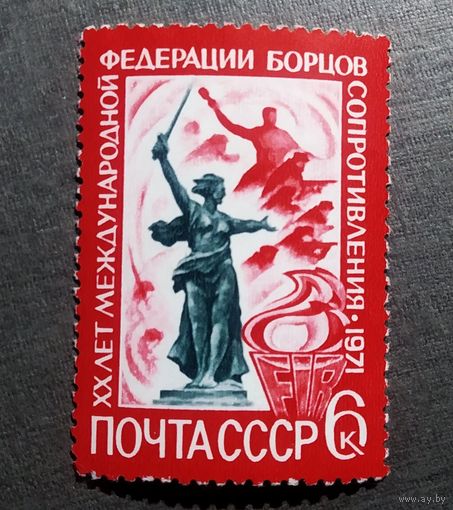 XX ЛЕТ МЕЖДУНАРОДНОЙ
ФЕДЕРАЦИИ БОРЦОВ
СОПРОТИВЛЕНИЯ · 1971
FIR
ПОЧТА СССР 6 К
www.ay.by